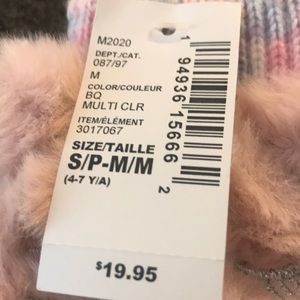 M2020
DEPT./CAT.
087/97
M
COLOR/COULEUR
BQ
MULTI CLR
ITEM/ÉLÉMENT
3017067
SIZE/TAILLE
S/P-M/M
(4-7 Y/A)
$19.95
1 94936 15666 2